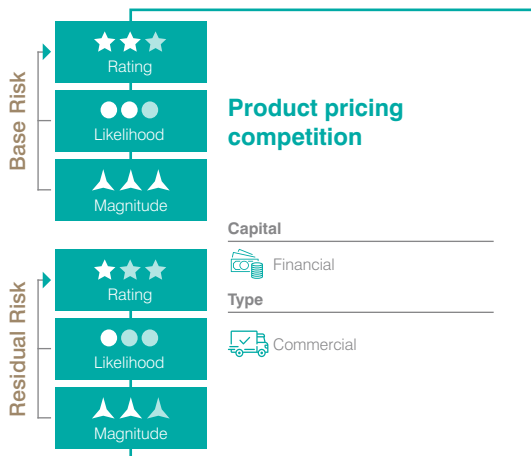 Base Risk
Rating
Likelihood
Magnitude
Product pricing
competition
Capital
Financial
Type
Commercial
Residual Risk
Rating
Likelihood
Magnitude